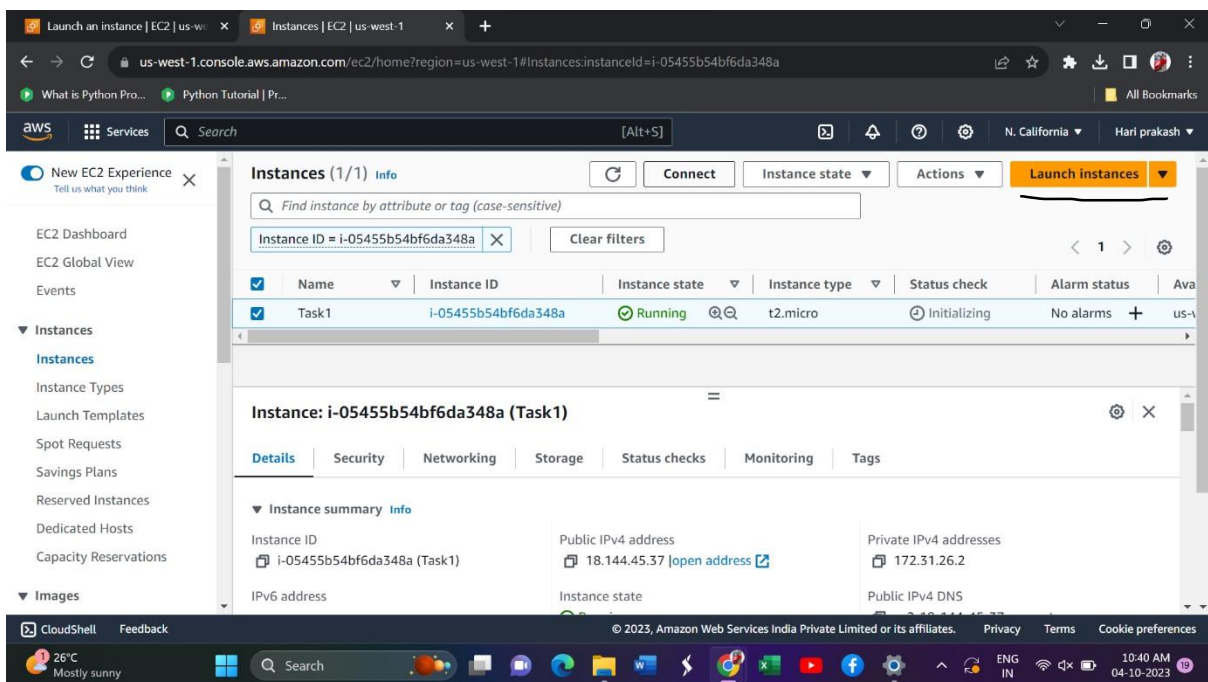 Launch an instance | EC2 | us-we
Instances | EC2 | us-west-1
us-west-1.console.aws.amazon.com/ec2/home?region=us-west-1#Instances:instanceId=i-05455b54bf6da348a
What is Python Pro... Python Tutorial | Pr... All Bookmarks
aws Services Search [Alt+S] N. California Hari prakash
New EC2 Experience
Tell us what you think
EC2 Dashboard
EC2 Global View
Events
Instances
Instances
Instance Types
Launch Templates
Spot Requests
Savings Plans
Reserved Instances
Dedicated Hosts
Capacity Reservations
Images
Instances (1/1) Info Connect Instance state Actions Launch instances
Find instance by attribute or tag (case-sensitive)
Instance ID = i-05455b54bf6da348a Clear filters
1
Name Instance ID Instance state Instance type Status check Alarm status Ava
Task1 i-05455b54bf6da348a Running t2.micro Initializing No alarms
Instance: i-05455b54bf6da348a (Task1)
Details Security Networking Storage Status checks Monitoring Tags
Instance summary Info
Instance ID Public IPv4 address Private IPv4 addresses
i-05455b54bf6da348a (Task1) 18.144.45.37 |open address 172.31.26.2
IPv6 address Instance state Public IPv4 DNS
CloudShell Feedback © 2023, Amazon Web Services India Private Limited or its affiliates. Privacy Terms Cookie preferences
1
26°C
Mostly sunny
Search
ENG
IN
10:40 AM
04-10-2023
19